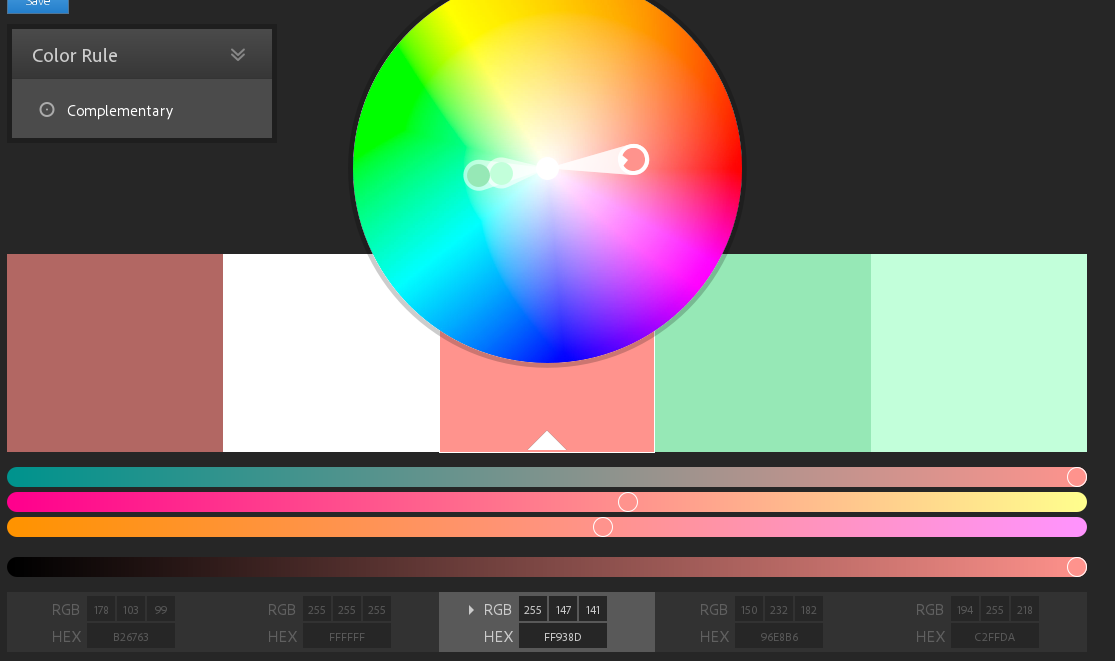 Save
Color Rule
Complementary
RGB 178 103 99 RGB 255 255 255 RGB 255 147 141 RGB 150 232 182 RGB 194 255 218
HEX B26763 HEX FFFFFF HEX FF938D HEX 96E8B6 HEX C2FFDA